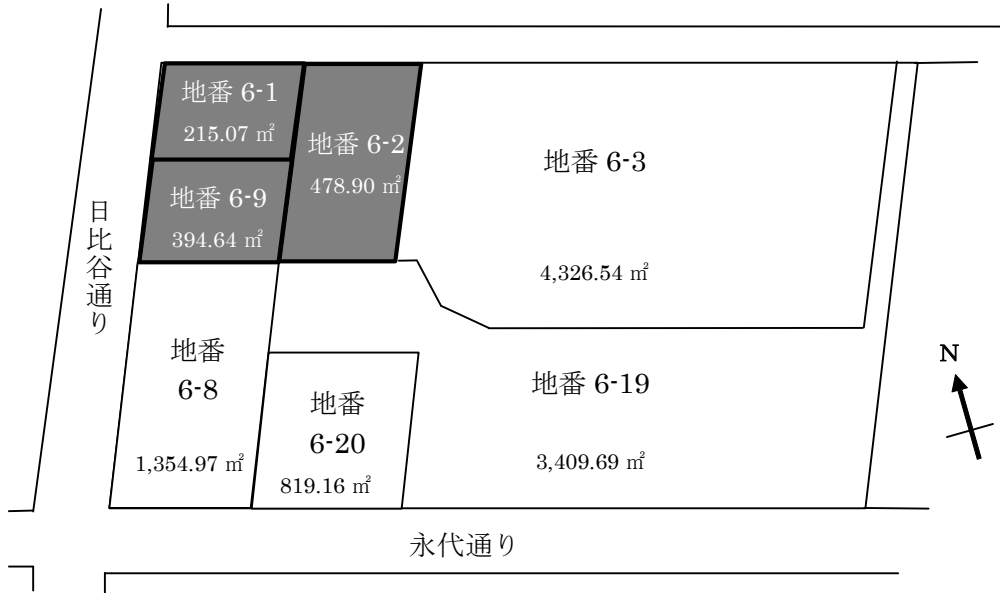 地番 6-1
215.07 ㎡
地番 6-2
478.90 ㎡
地番 6-3
4,326.54 ㎡
地番 6-9
394.64 ㎡
日比谷通り
地番
6-8
1,354.97 ㎡
地番
6-20
819.16 ㎡
地番 6-19
3,409.69 ㎡
N
永代通り